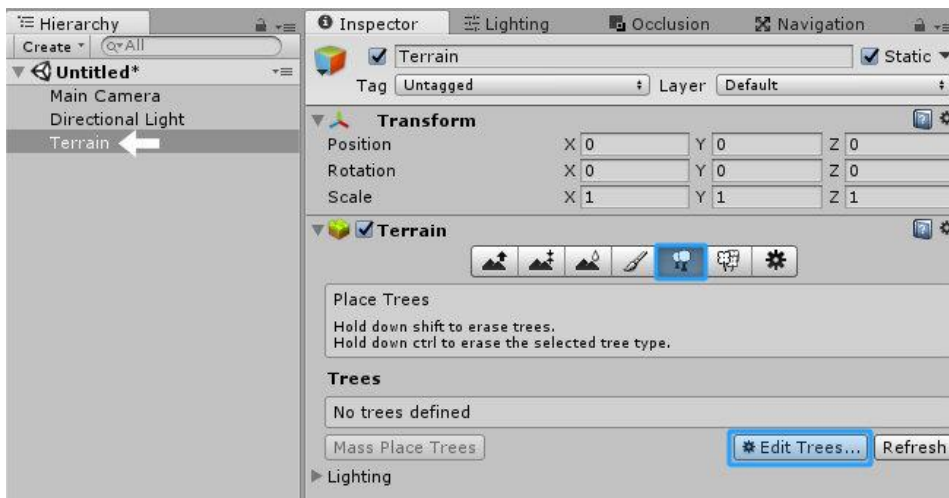 Hierarchy
Create All
Untitled*
Main Camera
Directional Light
Terrain
Inspector Lighting Occlusion Navigation
Terrain Static
Tag Untagged Layer Default
Transform
Position X 0 Y 0 Z 0
Rotation X 0 Y 0 Z 0
Scale X 1 Y 1 Z 1
Terrain
Place Trees
Hold down shift to erase trees.
Hold down ctrl to erase the selected tree type.
Trees
No trees defined
Mass Place Trees Edit Trees... Refresh
Lighting